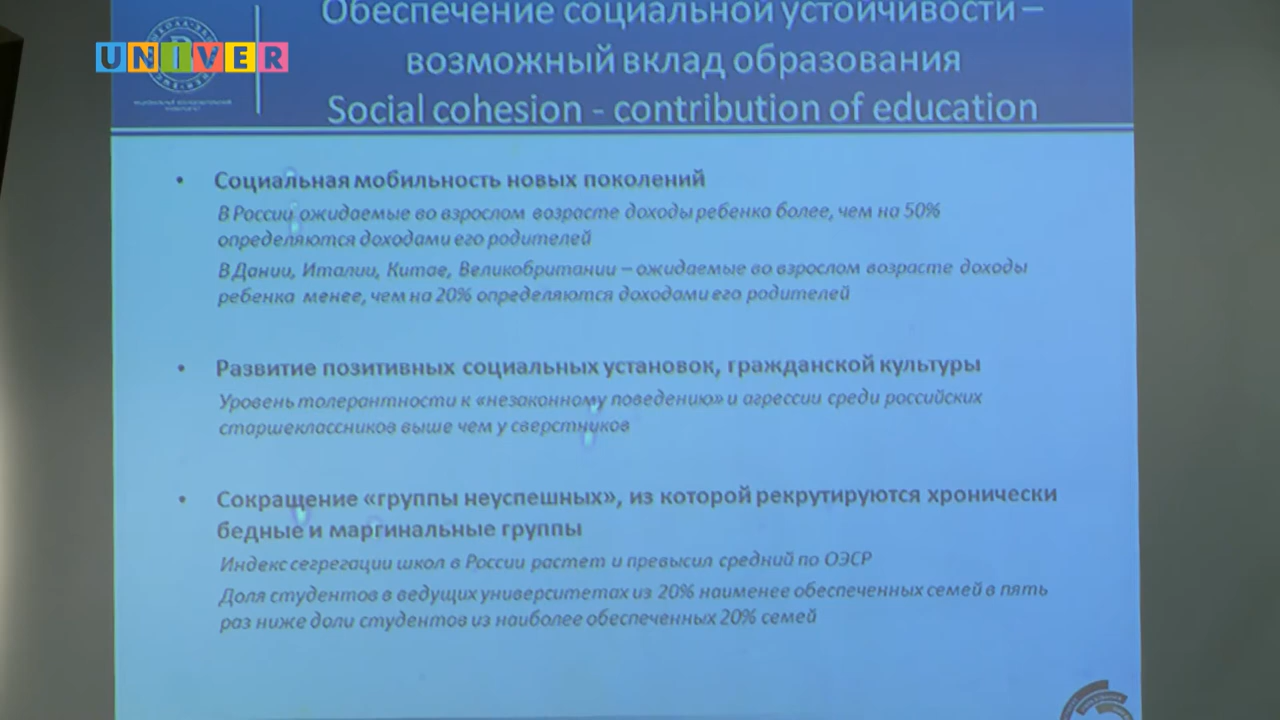 Обеспечение социальной устойчивости –
UNIVER
возможный вклад образования
Social cohesion - contribution of education
• Социальная мобильность новых поколений
В России ожидаемые во взрослом возрасте доходы ребенка более, чем на 50%
определяются доходами его родителей
В Дании, Италии, Китае, Великобритании – ожидаемые во взрослом возрасте доходы
ребенка менее, чем на 20% определяются доходами его родителей
• Развитие позитивных социальных установок, гражданской культуры
Уровень толерантности к «незаконному поведению» и агрессии среди российских
старшеклассников выше чем у сверстников
• Сокращение «группы неуспешных», из которой рекрутируются хронически
бедные и маргинальные группы
Индекс сегрегации школ в России растет и превысил средний по ОЭСР
Доля студентов в ведущих университетах из 20% наименее обеспеченных семей в пять
раз ниже доли студентов из наиболее обеспеченных 20% семей